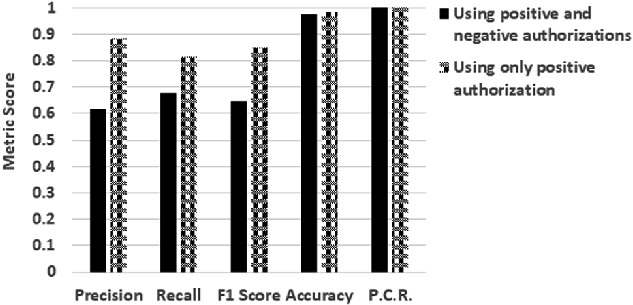 Metric Score
1
0.9
0.8
0.7
0.6
0.5
0.4
0.3
0.2
0.1
0
Precision Recall F1 Score Accuracy P.C.R.
Using positive and
negative authorizations
Using only positive
authorization